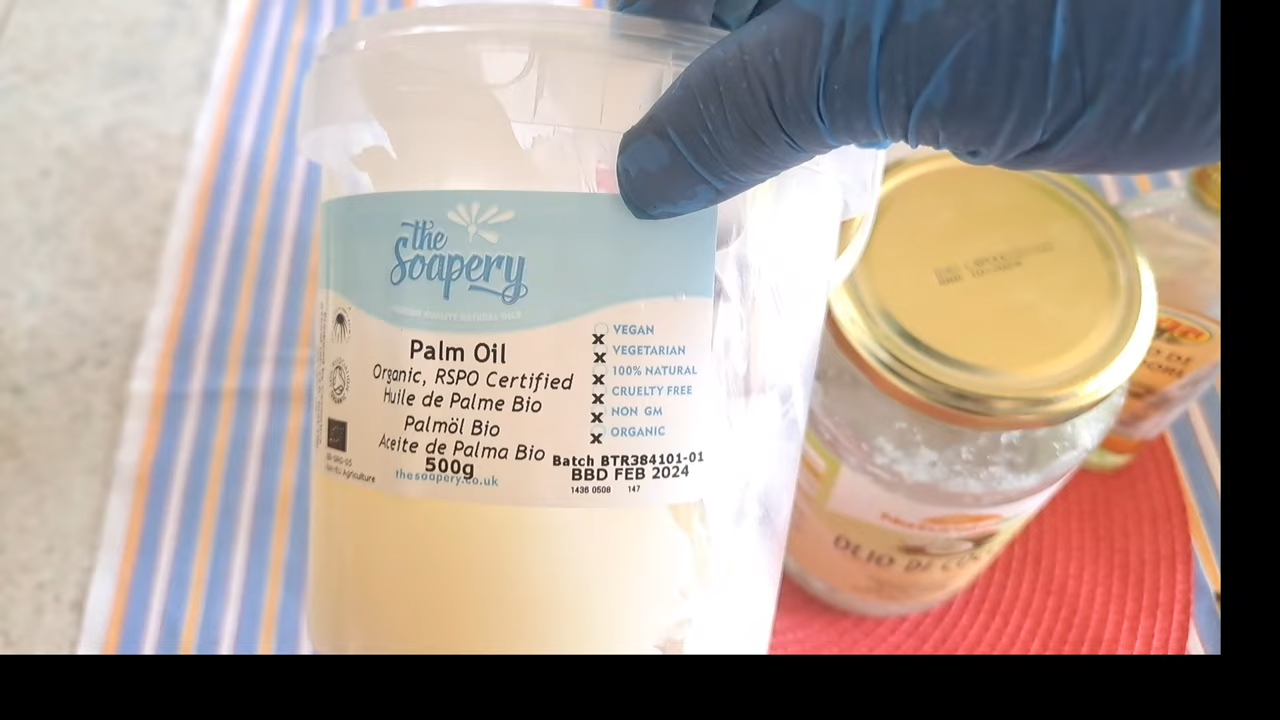 the
Soapery
Palm Oil
Organic, RSPO Certified
Huile de Palme Bio
Palmöl Bio
Aceite de Palma Bio
500g
thesoapery.co.uk
x VEGAN
x VEGETARIAN
x 100% NATURAL
x CRUELTY FREE
x NON GM
x ORGANIC
Batch BTR384101-01
BBD FEB 2024
1436 0508 147
Agriculture
OLIO DE